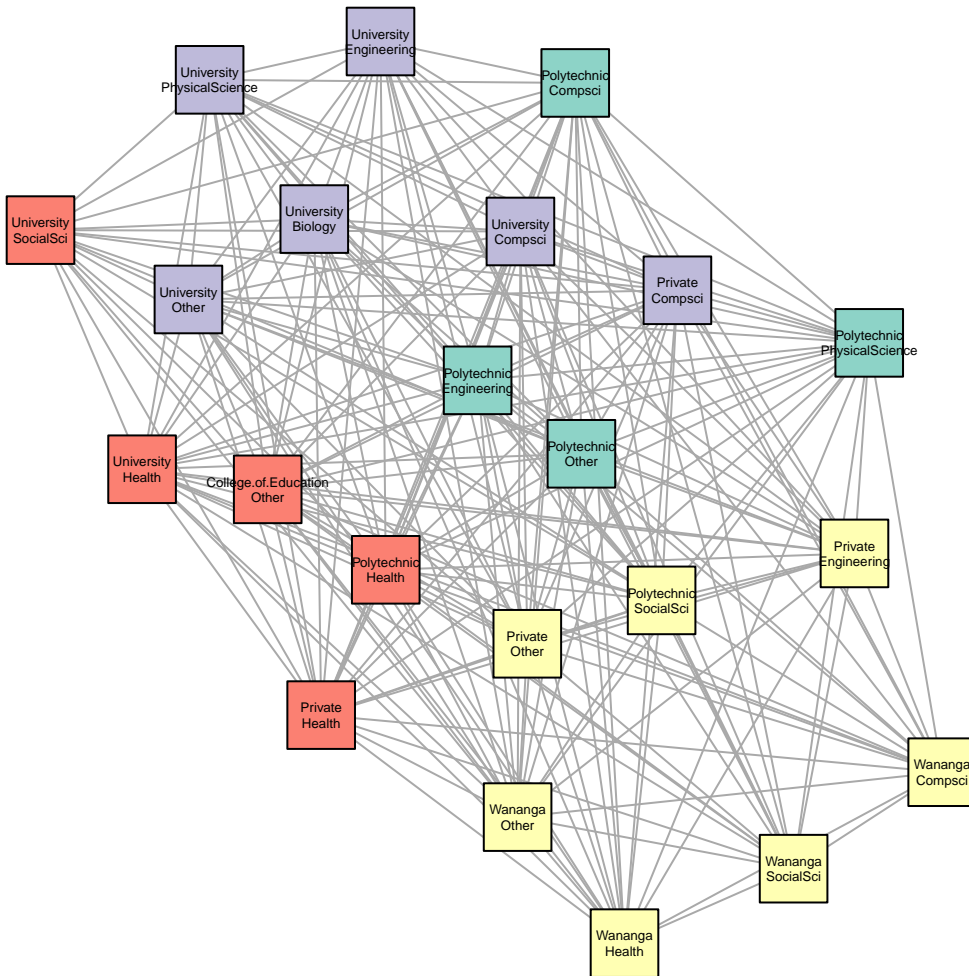 University
Engineering
University
PhysicalScience
Polytechnic
Compsci
University
SocialSci
University
Biology
University
Compsci
University
Other
Private
Compsci
Polytechnic
PhysicalScience
Polytechnic
Engineering
Polytechnic
Other
University
Health
College.of.Education
Other
Private
Engineering
Polytechnic
Health
Polytechnic
SocialSci
Private
Other
Private
Health
Wananga
Compsci
Wananga
Other
Wananga
SocialSci
Wananga
Health